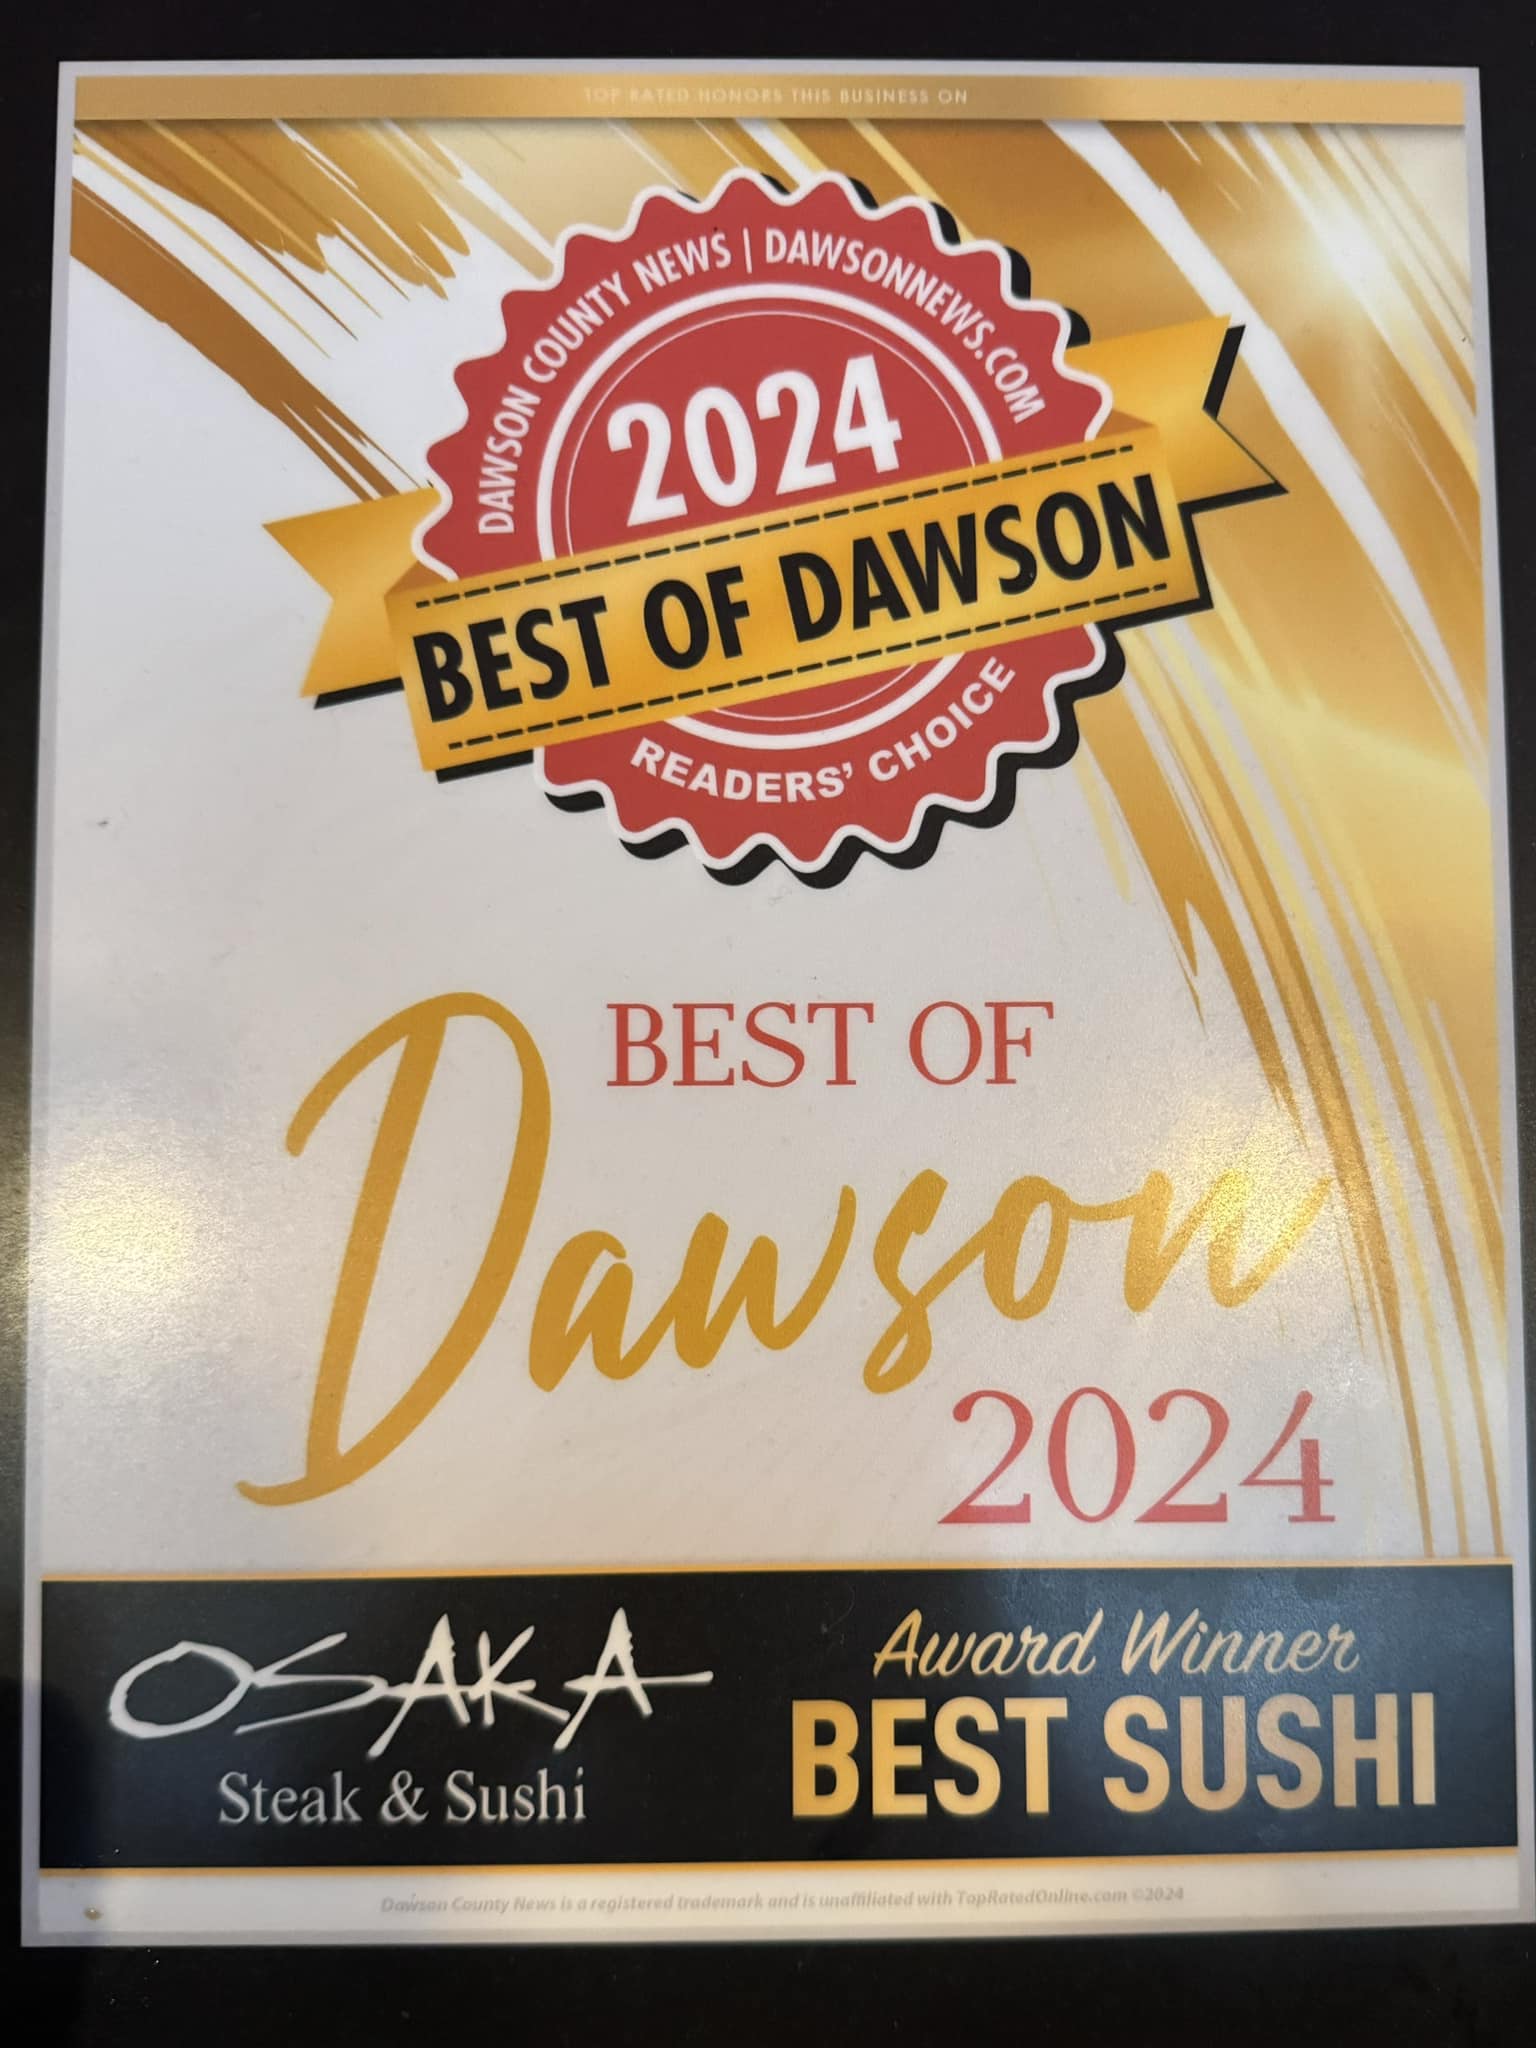 TOP RATED HONORS THIS BUSINESS ON
DAWSON COUNTY NEWS | DAWSONNEWS.COM
2024
BEST OF DAWSON
READERS' CHOICE
BEST OF
Dawson
2024
OSAKA
Steak & Sushi
Award Winner
BEST SUSHI
Dawson County News is a registered trademark and is unaffiliated with TopRatedOnline.com ©2024